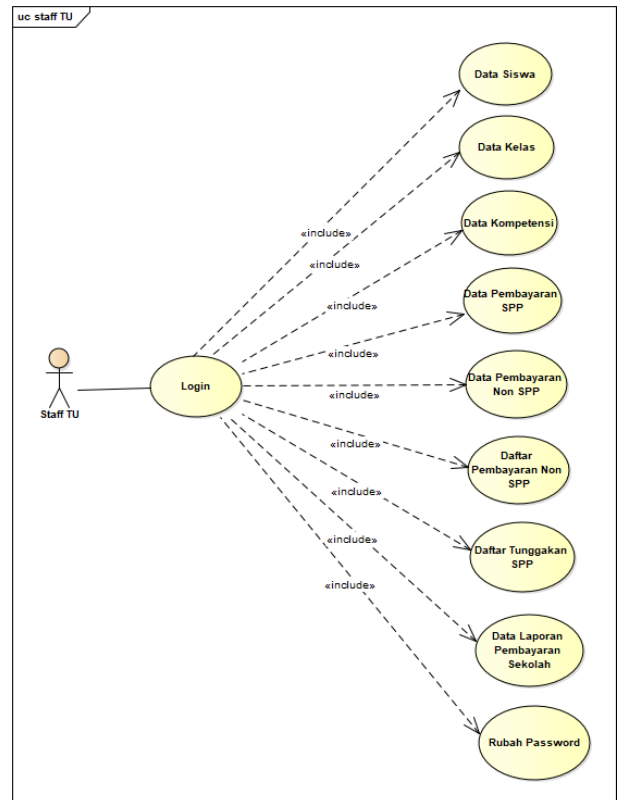 uc staff TU
Data Siswa
Data Kelas
«include»
Data Kompetensi
«include»
Data Pembayaran
SPP
«include»
«include»
Staff TU
Login
Data Pembayaran
Non SPP
«include»
«include»
Daftar
Pembayaran Non
SPP
«include»
«include»
Daftar Tunggakan
SPP
«include»
Data Laporan
Pembayaran
Sekolah
Rubah Password